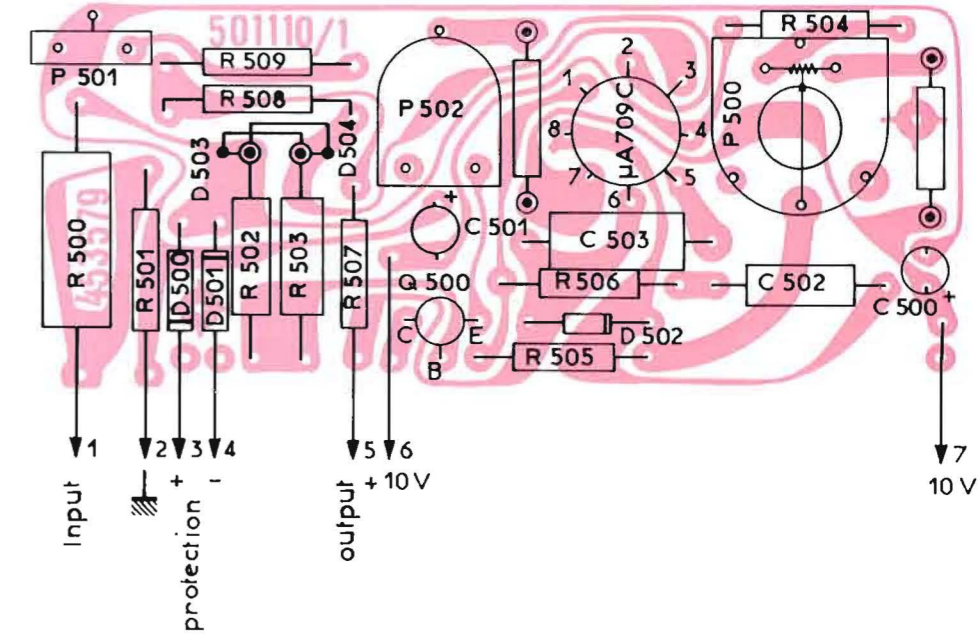 501110/1
R 504
P 501
R 509
R 508
P 502
D 503
D 504
1
2
3
4
5
6
7
8
µA709C
P 500
4535/9
R 500
R 501
D 500
D 501
R 502
R 503
R 507
+
C 501
C 503
Q 500
C
E
B
R 506
D 502
R 505
C 502
C 500
+
1
2
3
4
5
6
7
Input
+
-
protection
output
+ 10 V
10 V